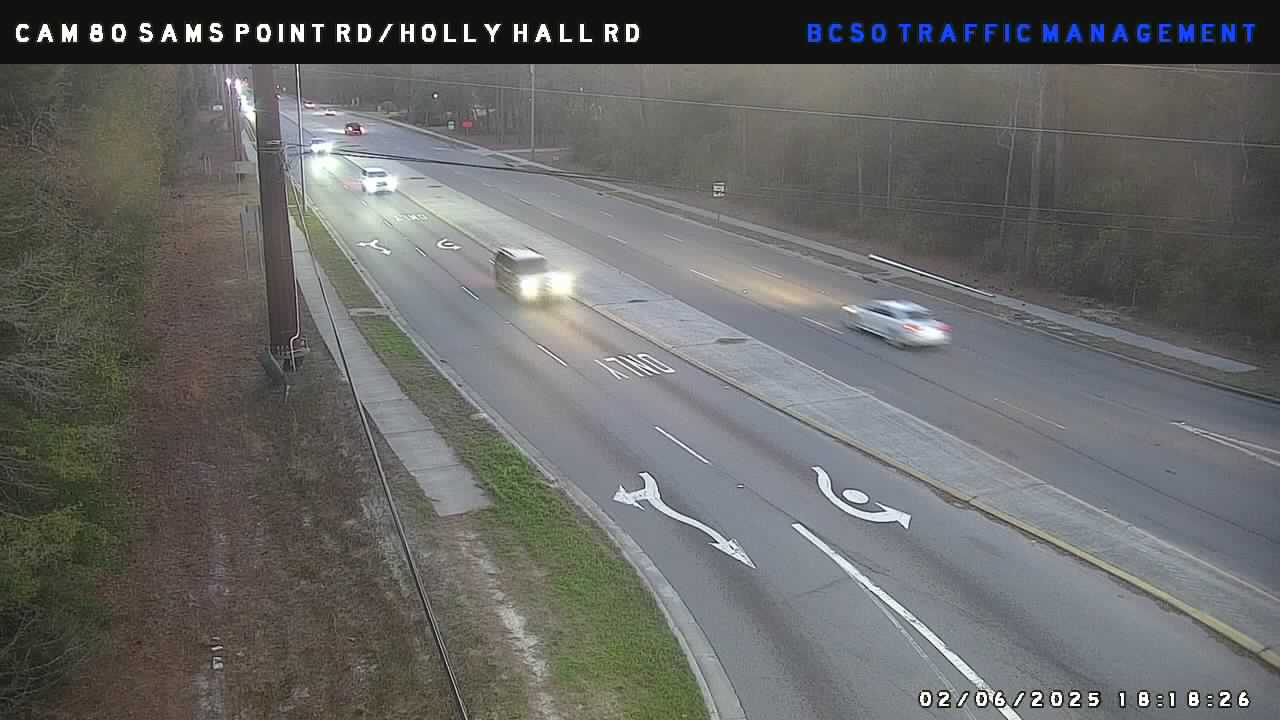 CAM 80 SAMS POINT RD/HOLLY HALL RD
BCSO TRAFFIC MANAGEMENT
ONLY
ONLY
02/06/2025 18:18:26